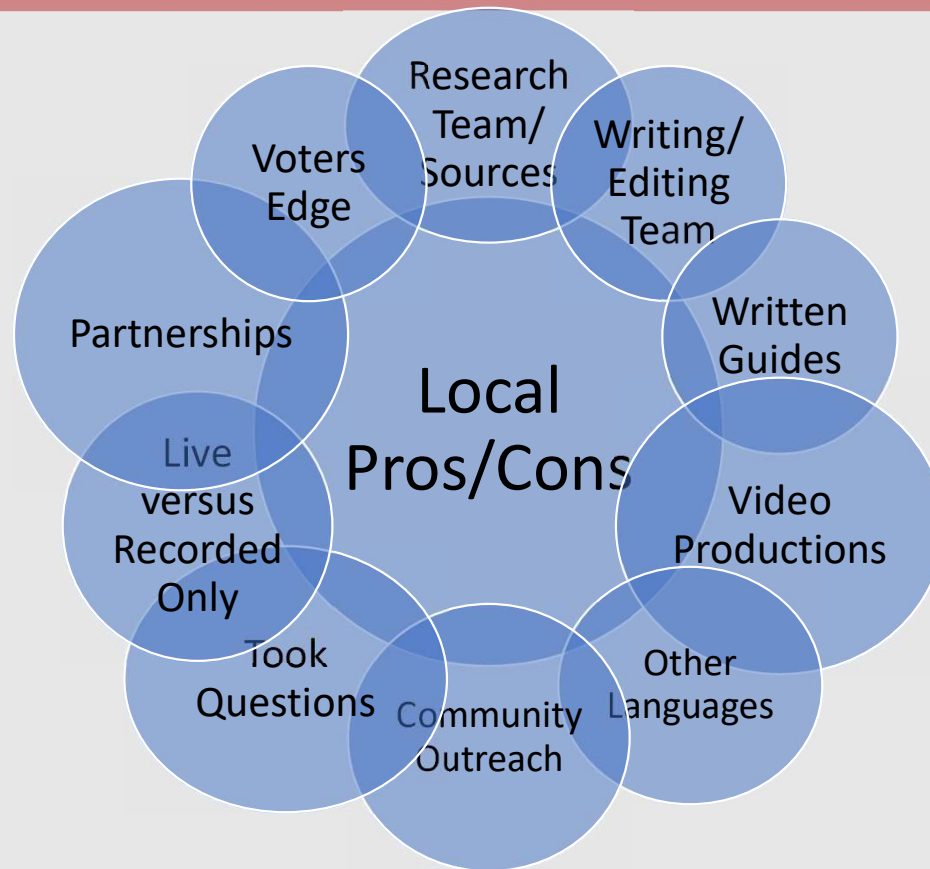 Research
Team/
Sources
Writing/
Editing
Team
Written
Guides
Video
Productions
Other
Languages
Community
Outreach
Took
Questions
Live
versus
Recorded
Only
Partnerships
Voters
Edge
Local
Pros/Cons